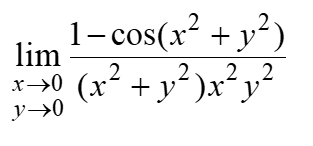 lim 1−cos(x² + y²)
x→0 (x² + y²)x²y²
y→0